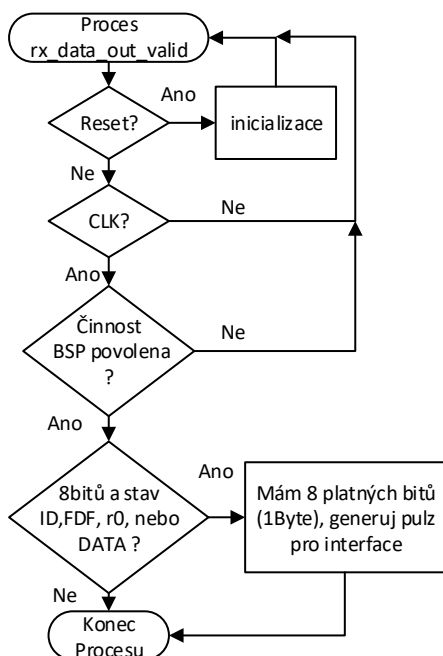 Proces
rx_data_out_valid
Ano
Reset?
inicializace
Ne
CLK?
Ne
Ano
Činnost
BSP povolena
?
Ne
Ano
8bitů a stav
ID,FDF, r0, nebo
DATA ?
Ano
Mám 8 platných bitů
(1Byte), generuj pulz
pro interface
Ne
Konec
Procesu